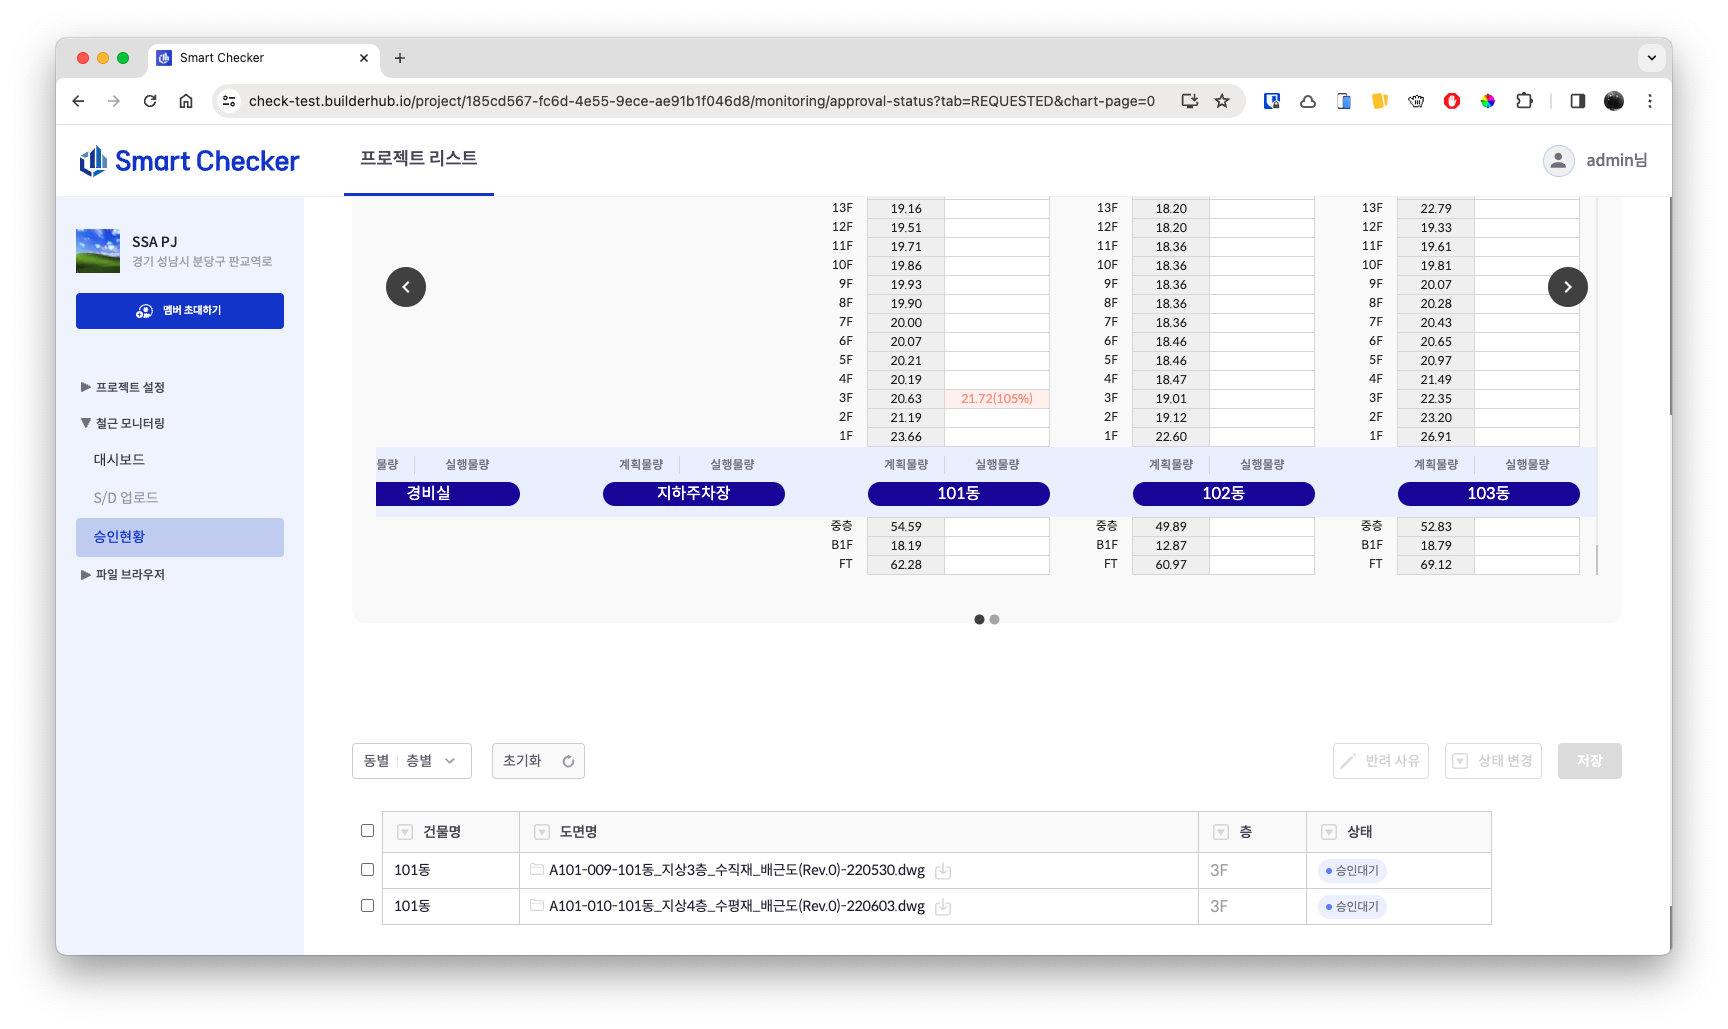 Smart Checker
check-test.builderhub.io/project/185cd567-fc6d-4e55-9ece-ae91b1f046d8/monitoring/approval-status?tab=REQUESTED&chart-page=0
Smart Checker 프로젝트 리스트 admin님
SSA PJ
경기 성남시 분당구 판교역로
멤버 초대하기
프로젝트 설정
철근 모니터링
대시보드
S/D 업로드
승인현황
파일 브라우저
13F 19.16 13F 18.20 13F 22.79
12F 19.51 12F 18.20 12F 19.33
11F 19.71 11F 18.36 11F 19.61
10F 19.86 10F 18.36 10F 19.81
9F 19.93 9F 18.36 9F 20.07
8F 19.90 8F 18.36 8F 20.28
7F 20.00 7F 18.36 7F 20.43
6F 20.07 6F 18.46 6F 20.65
5F 20.21 5F 18.46 5F 20.97
4F 20.19 4F 18.47 4F 21.49
3F 20.63 21.72(105%) 3F 19.01 3F 22.35
2F 21.19 2F 19.12 2F 23.20
1F 23.66 1F 22.60 1F 26.91
물량 실행물량 계획물량 실행물량 계획물량 실행물량 계획물량 실행물량 계획물량 실행물량
경비실 지하주차장 101동 102동 103동
중층 54.59 중층 49.89 중층 52.83
B1F 18.19 B1F 12.87 B1F 18.79
FT 62.28 FT 60.97 FT 69.12
동별 층별 초기화 반려 사유 상태 변경 저장
건물명 도면명 층 상태
101동 A101-009-101동_지상3층_수직재_배근도(Rev.0)-220530.dwg 3F 승인대기
101동 A101-010-101동_지상4층_수평재_배근도(Rev.0)-220603.dwg 3F 승인대기